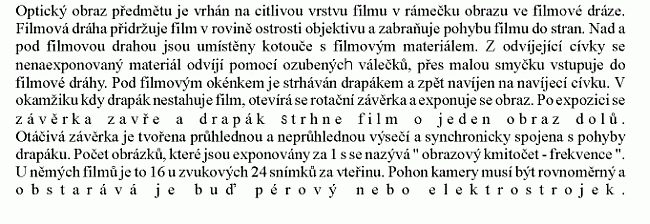 Optický obraz předmětu je vrhán na citlivou vrstvu filmu v rámečku obrazu ve filmové dráze.
Filmová dráha přidržuje film v rovině ostrosti objektivu a zabraňuje pohybu filmu do stran. Nad a
pod filmovou drahou jsou umístěny kotouče s filmovým materiálem. Z odvíjející cívky se
nenaexponovaný materiál odvíjí pomocí ozubených válečků, přes malou smyčku vstupuje do
filmové dráhy. Pod filmovým okénkem je strháván drapákem a zpět navíjen na navíjecí cívku. V
okamžiku kdy drapák nestahuje film, otevírá se rotační závěrka a exponuje se obraz. Po expozici se
závěrka zavře a drapák strhne film o jeden obraz dolů.
Otáčivá závěrka je tvořena průhlednou a neprůhlednou výsečí a synchronicky spojena s pohyby
drapáku. Počet obrázků, které jsou exponovány za 1 s se nazývá " obrazový kmitočet - frekvence ".
U němých filmů je to 16 u zvukových 24 snímků za vteřinu. Pohon kamery musí být rovnoměrný a
obstarává je buď pérový nebo elektrostrojek.